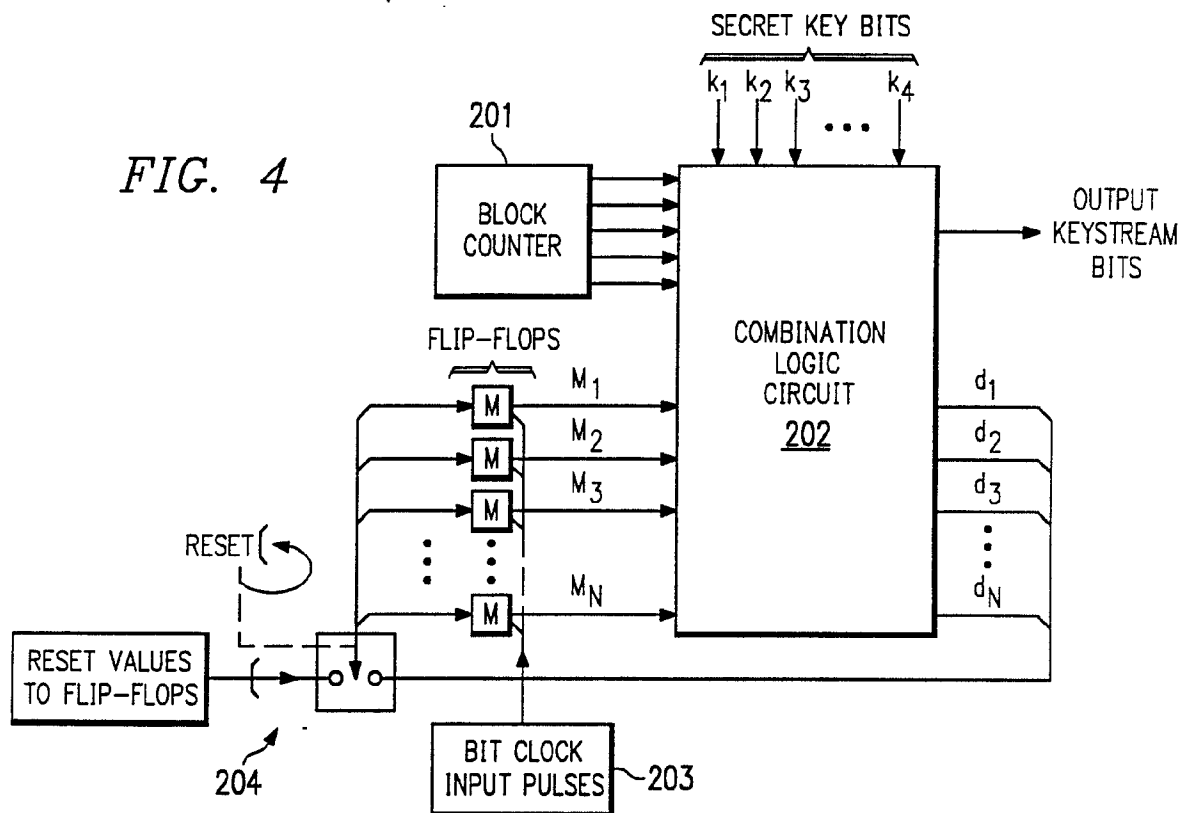 FIG. 4
SECRET KEY BITS
k1 k2 k3 ••• k4
201
BLOCK
COUNTER
OUTPUT
KEYSTREAM
BITS
COMBINATION
LOGIC
CIRCUIT
202
FLIP-FLOPS
M M1 d1
M M2 d2
M M3 d3
M MN dN
RESET
RESET VALUES
TO FLIP-FLOPS
204
BIT CLOCK
INPUT PULSES
203